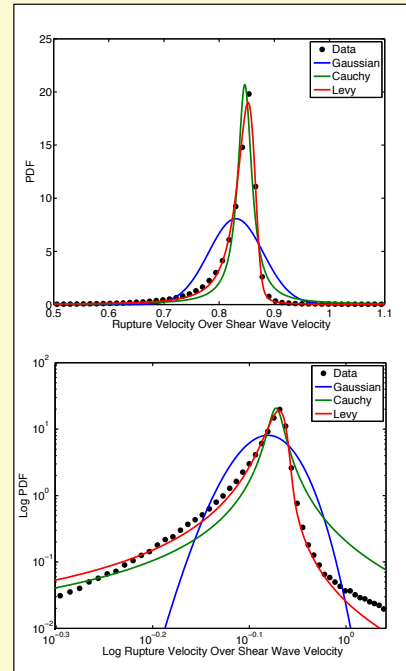 25
20
15
10
5
0
PDF
Data
Gaussian
Cauchy
Levy
0.5 0.6 0.7 0.8 0.9 1 1.1
Rupture Velocity Over Shear Wave Velocity
10^2
10^1
10^0
10^-1
10^-2
Log PDF
Data
Gaussian
Cauchy
Levy
10^-0.3 10^-0.2 10^-0.1 10^0
Log Rupture Velocity Over Shear Wave Velocity